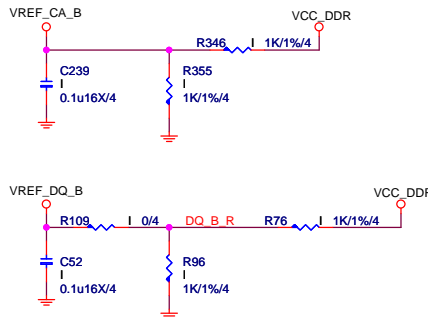 VREF_CA_B
VCC_DDR
R346 I 1K/1%/4
C239
I
0.1u16X/4
R355
I
1K/1%/4
VREF_DQ_B
VCC_DDR
R109 I 0/4 DQ_B_R R76 I 1K/1%/4
C52
I
0.1u16X/4
R96
I
1K/1%/4